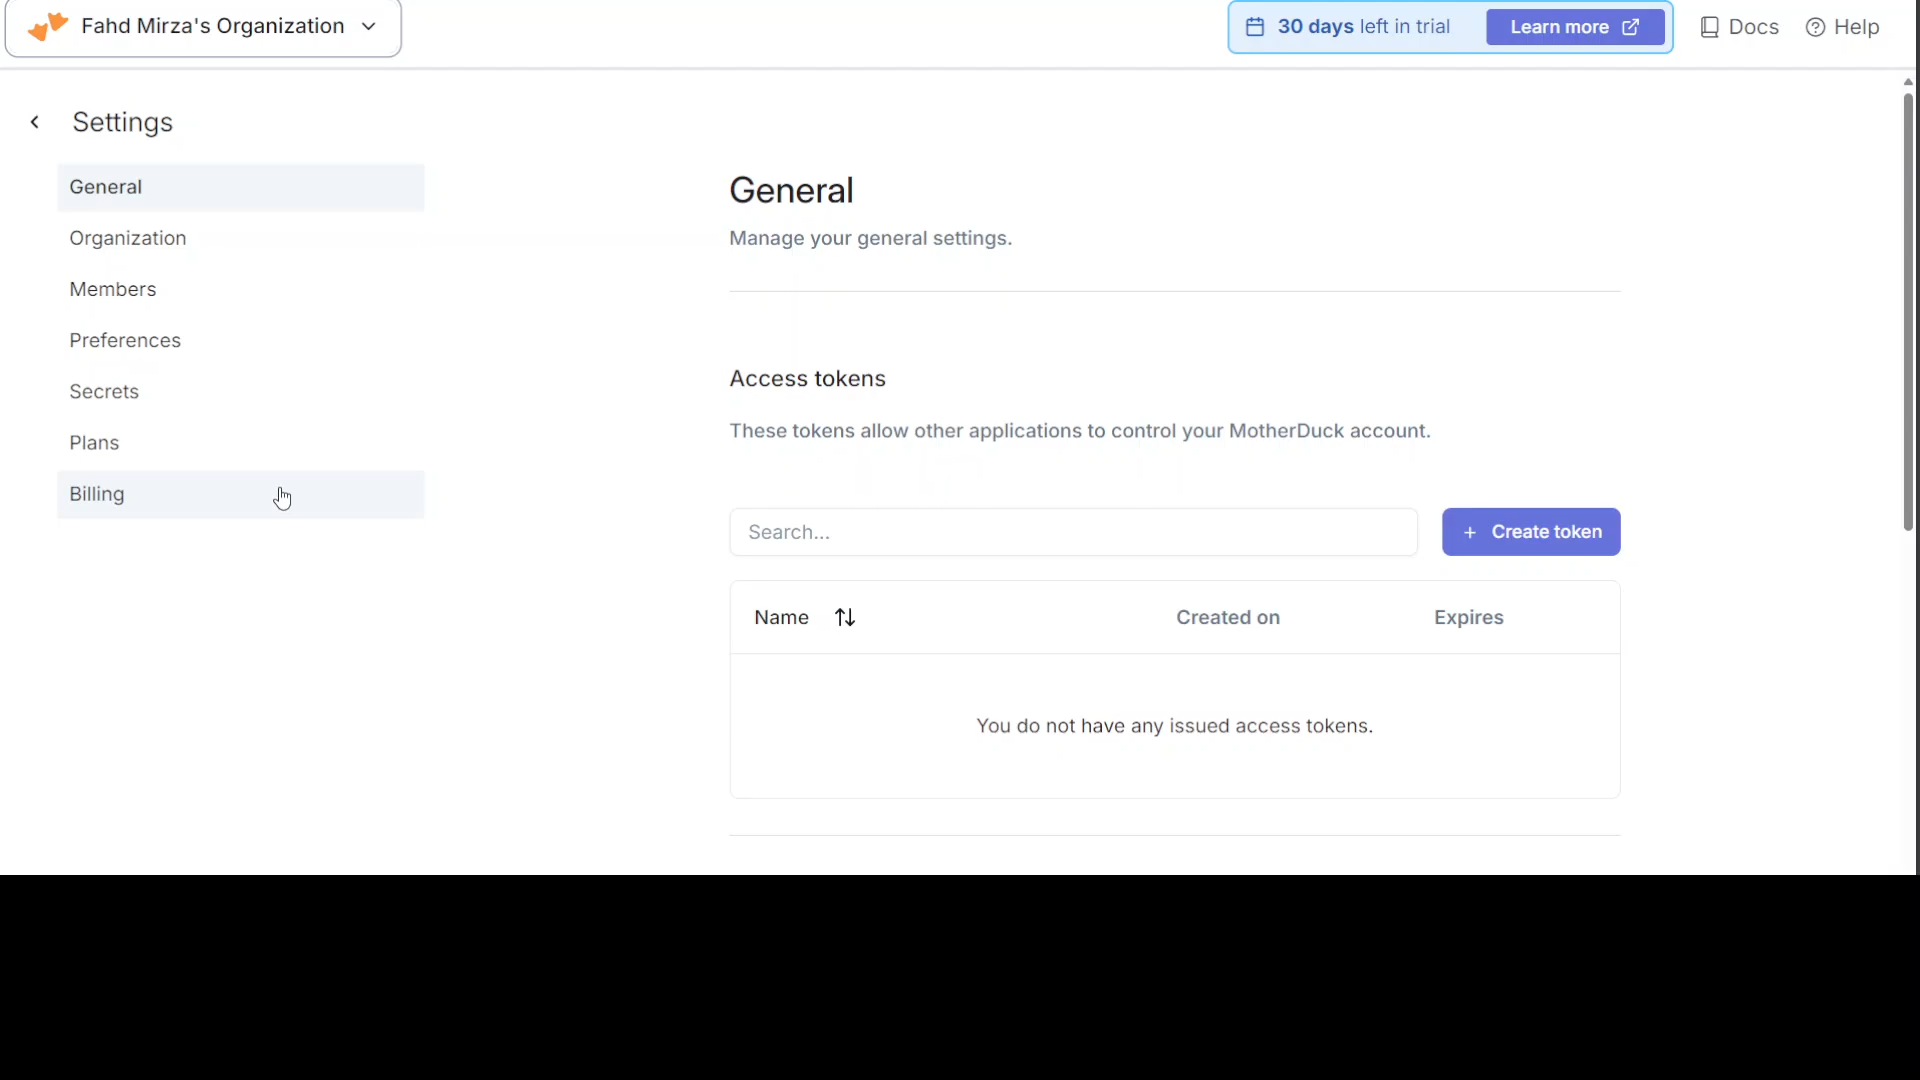 Fahd Mirza's Organization
30 days left in trial
Learn more
Docs
Help
Settings
General
Organization
Members
Preferences
Secrets
Plans
Billing
General
Manage your general settings.
Access tokens
These tokens allow other applications to control your MotherDuck account.
Search...
+ Create token
Name
Created on
Expires
You do not have any issued access tokens.